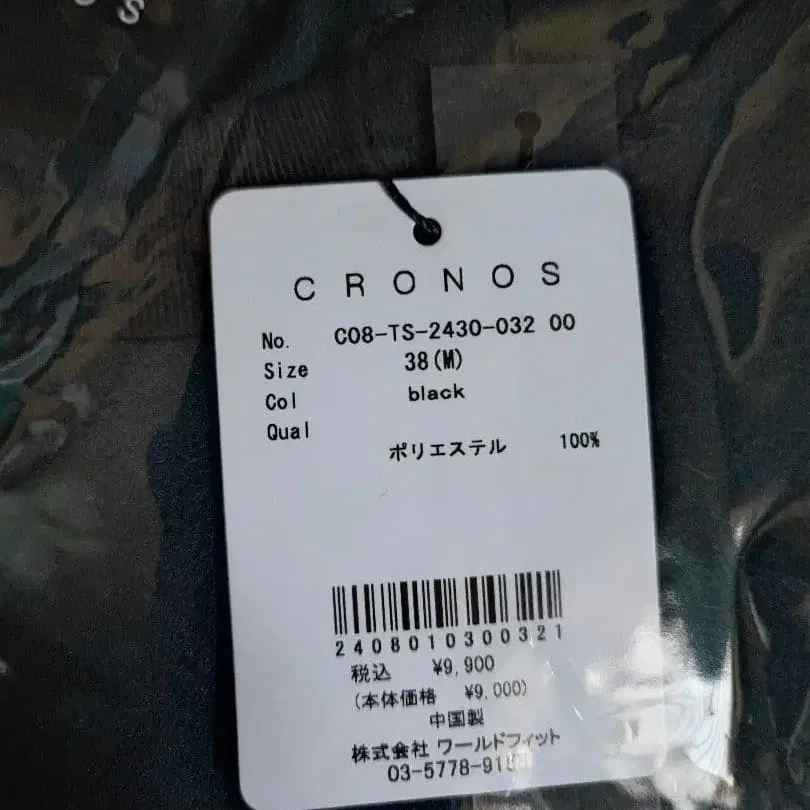 CRONOS
No. C08-TS-2430-032 00
Size 38(M)
Col black
Qual
ポリエステル 100%
2408010300321
税込 ¥9,900
(本体価格 ¥9,000)
中国製
株式会社 ワールドフィット